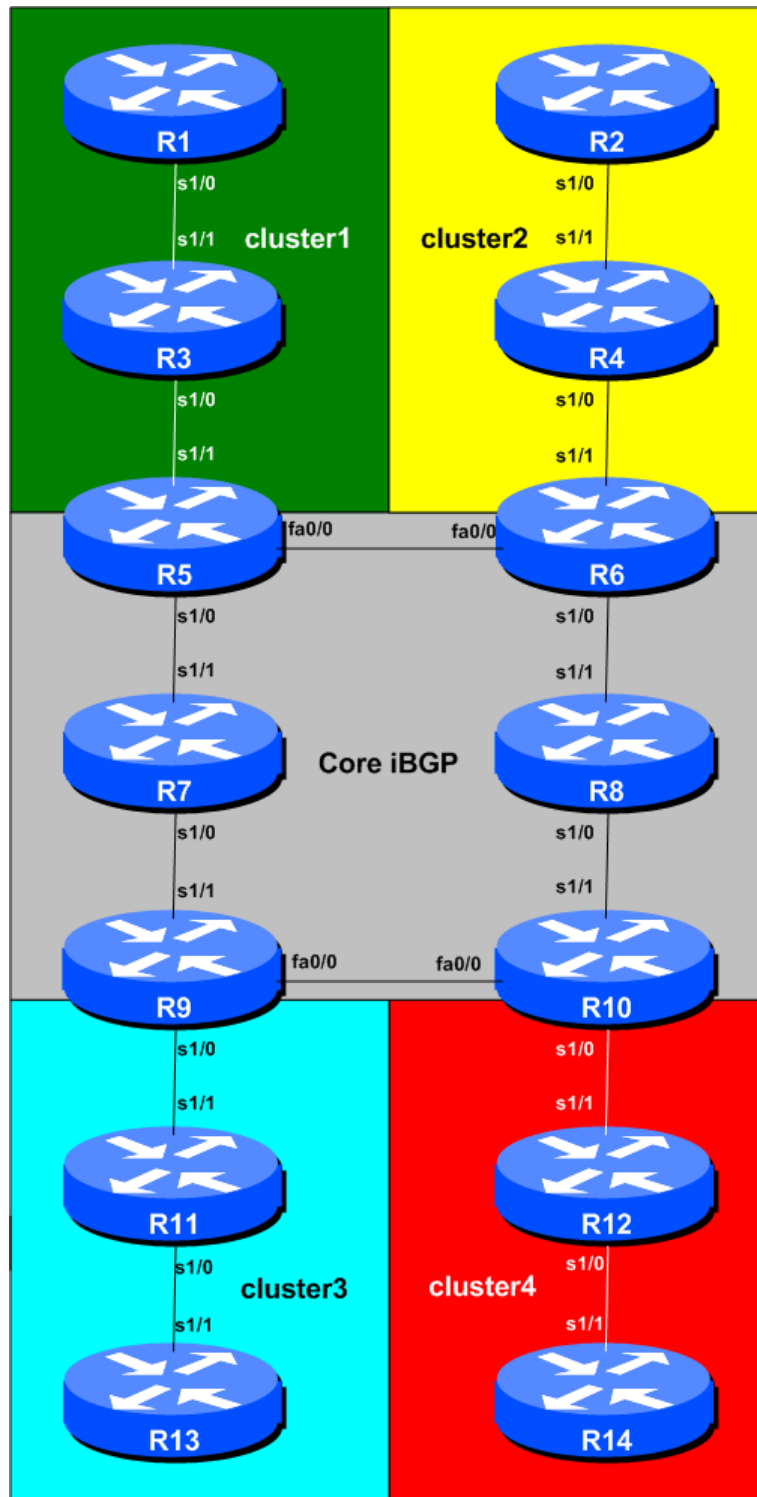 R1
R2
s1/0
s1/0
s1/1
cluster1
cluster2
s1/1
R3
R4
s1/0
s1/0
s1/1
s1/1
fa0/0
fa0/0
R5
R6
s1/0
s1/0
s1/1
s1/1
Core iBGP
R7
R8
s1/0
s1/0
s1/1
s1/1
fa0/0
fa0/0
R9
R10
s1/0
s1/0
s1/1
s1/1
R11
R12
s1/0
s1/0
cluster3
cluster4
s1/1
s1/1
R13
R14